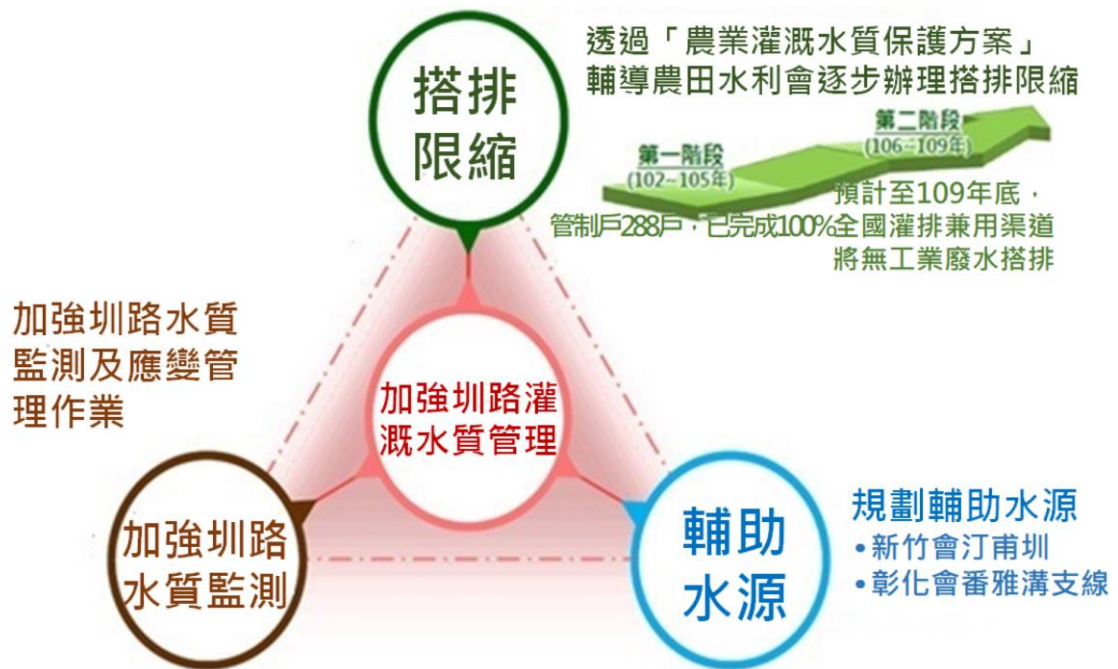 搭排
限縮
透過「農業灌溉水質保護方案」
輔導農田水利會逐步辦理搭排限縮
第一階段
(102~105年)
第二階段
(106~109年)
管制戶288戶，已完成100%
預計至109年底，
全國灌排兼用渠道
將無工業廢水搭排
加強圳路水質
監測及應變管
理作業
加強圳路灌
溉水質管理
加強圳路
水質監測
輔助
水源
規劃輔助水源
•新竹會汀甫圳
•彰化會番雅溝支線